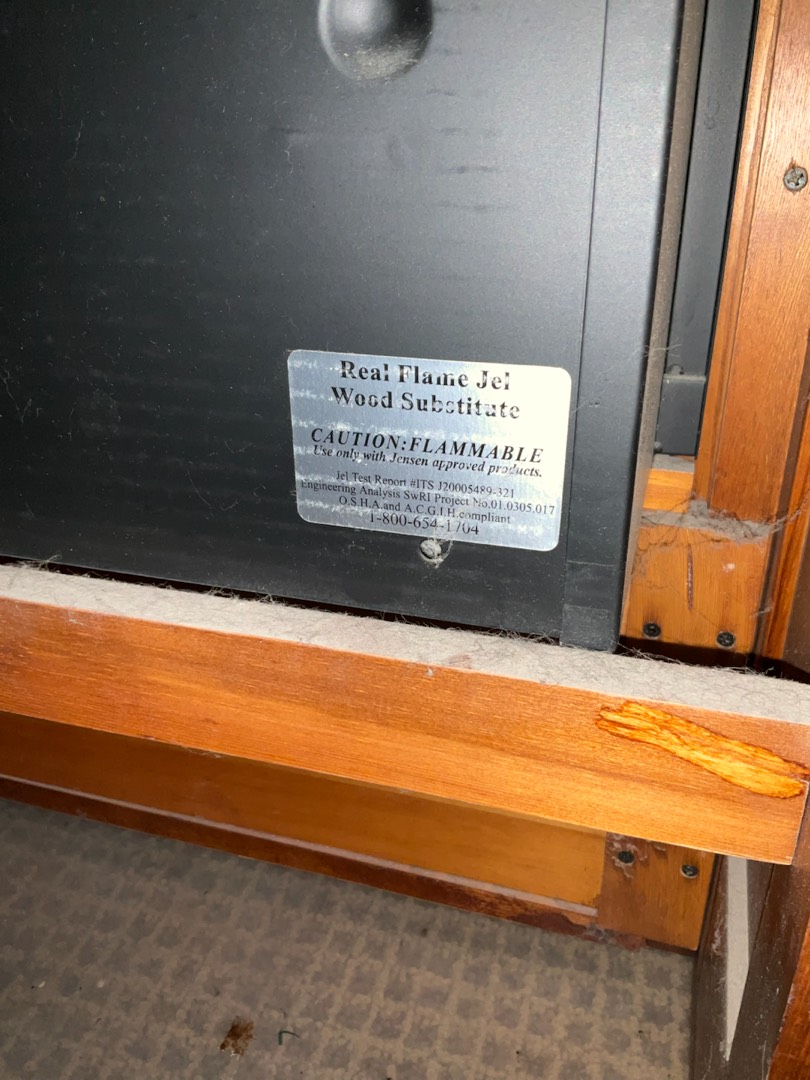 Real Flame Jel
Wood Substitute
CAUTION:FLAMMABLE
Use only with Jensen approved products.
Jel Test Report #ITS J20005489-321
Engineering Analysis SwRI Project No.01.0305.017
O.S.H.A.and A.C.G.I.H.compliant
1-800-654-1704